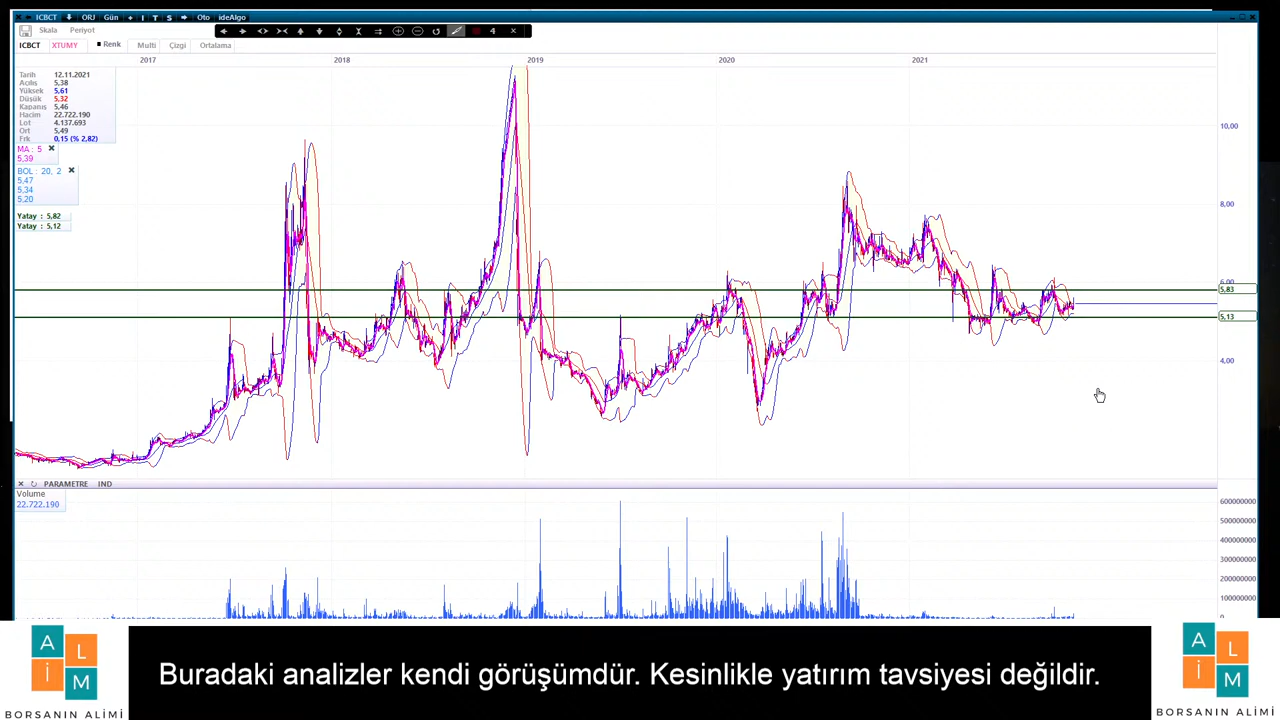 ICBCT ORJ Gün + I T S Oto ideAlgo
Skala Periyot
4
ICBCT XTUMY Renk Multi Çizgi Ortalama
2017 2018 2019 2020 2021
Tarih 12.11.2021
Açılış 5,38
Yüksek 5,61
Düşük 5,32
Kapanış 5,46
Hacim 22.722.190
Lot 4.137.693
Ort 5,49
Frk 0,15 (% 2,82)
MA : 5
5,39
BOL : 20, 2
5,47
5,34
5,20
Yatay : 5,82
Yatay : 5,12
10,00
8,00
6,00
5,83
5,13
4,00
PARAMETRE IND
Volume
22.722.190
600000000
500000000
400000000
300000000
200000000
100000000
0
A L
İ M
BORSANIN ALİMİ
Buradaki analizler kendi görüşümdür. Kesinlikle yatırım tavsiyesi değildir.
A L
İ M
BORSANIN ALİMİ